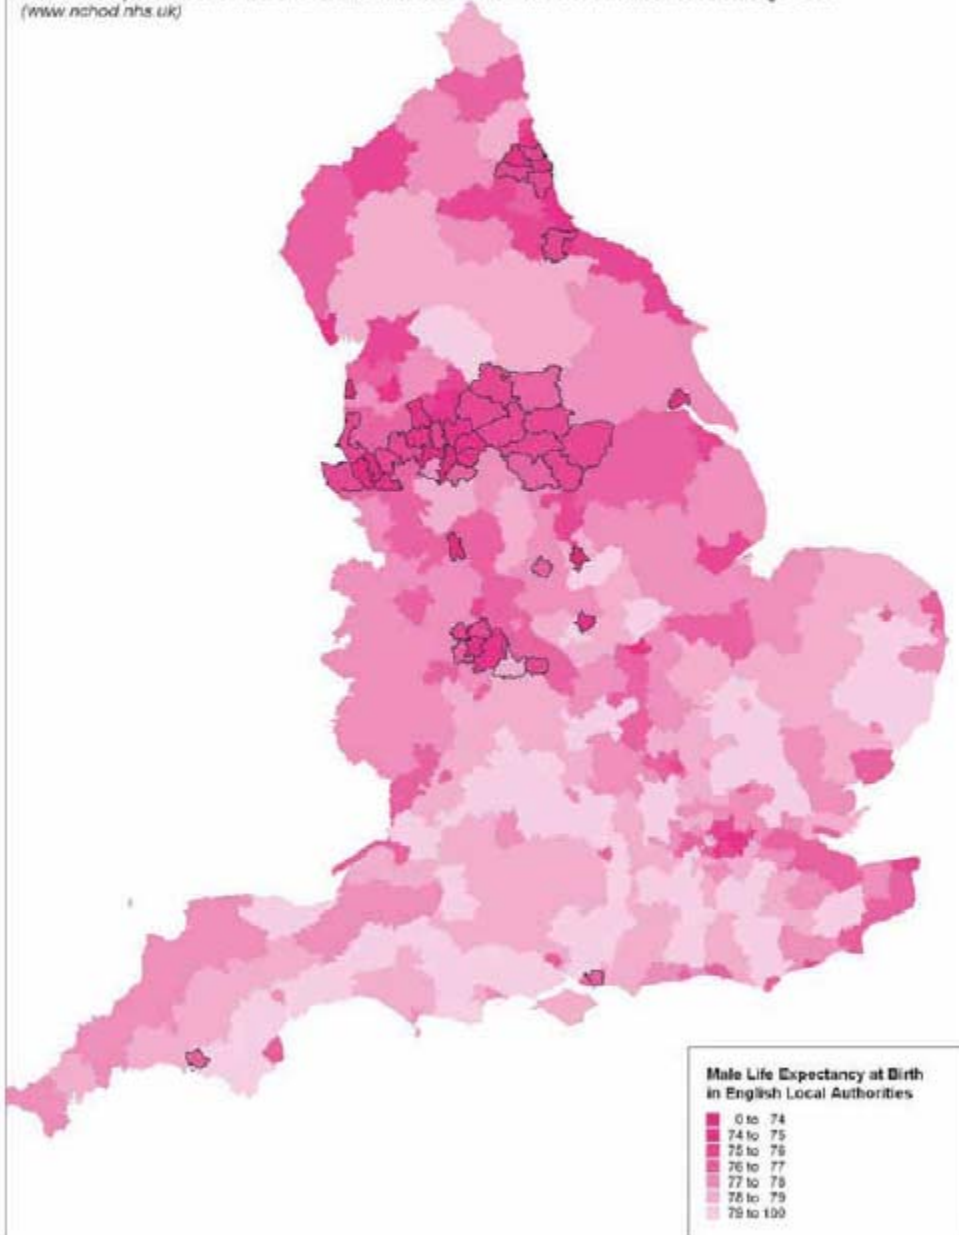 (www.nchod.nhs.uk)
Male Life Expectancy at Birth
in English Local Authorities
0 to 74
74 to 75
75 to 76
76 to 77
77 to 78
78 to 79
79 to 100